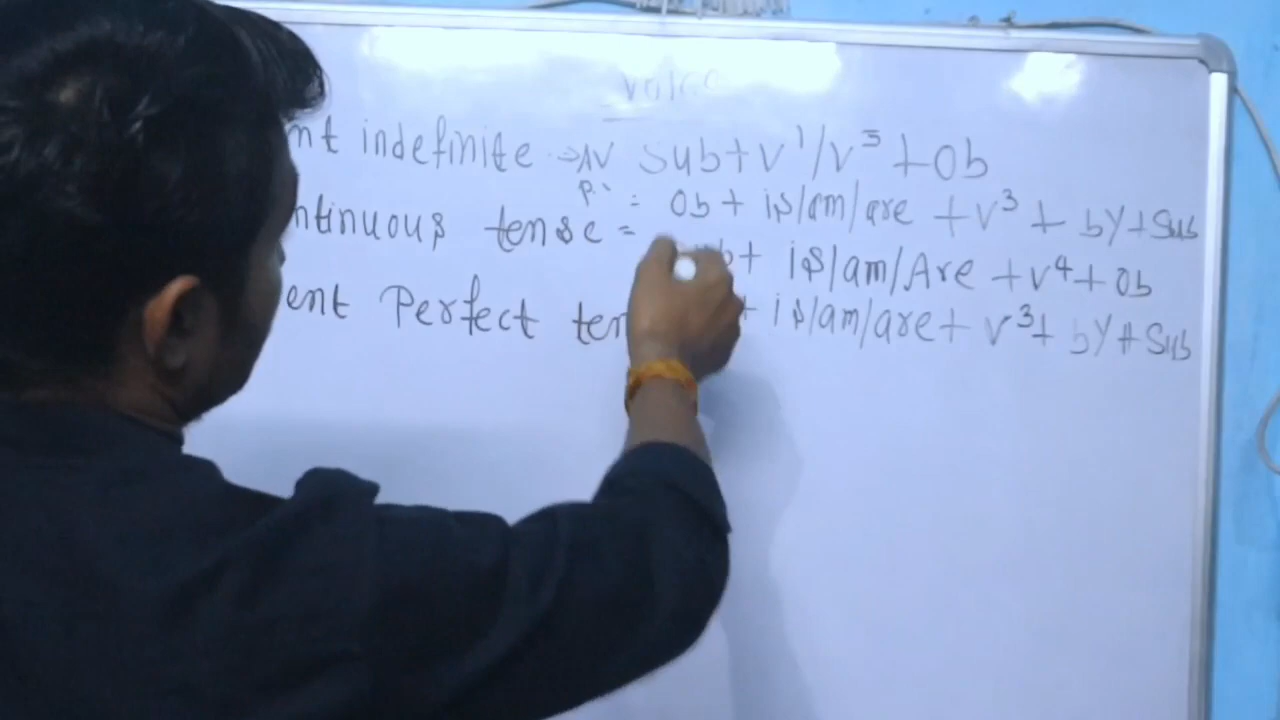 Voice
nt indefinite → AV Sub+V¹/V⁵+Ob
P. = Ob+ is/am/are +V³ + by+Sub
ntinuous tense =
b+ is/am/Are +V⁴+Ob
ent Perfect ten
+ is/am/are+ V³+ by+Sub